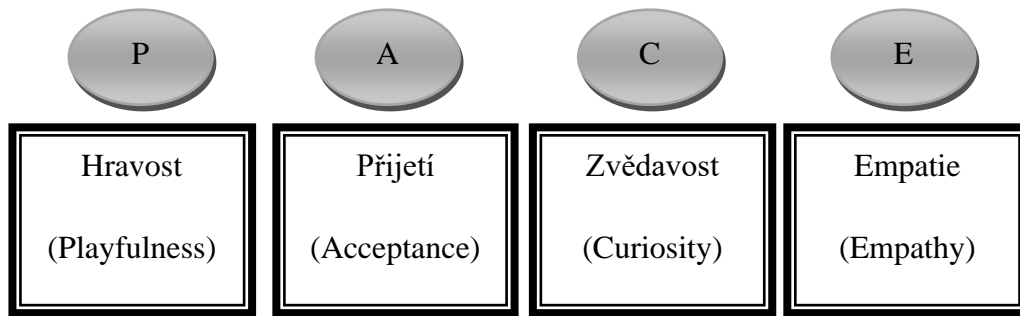 P A C E
Hravost Přijetí Zvědavost Empatie
(Playfulness) (Acceptance) (Curiosity) (Empathy)